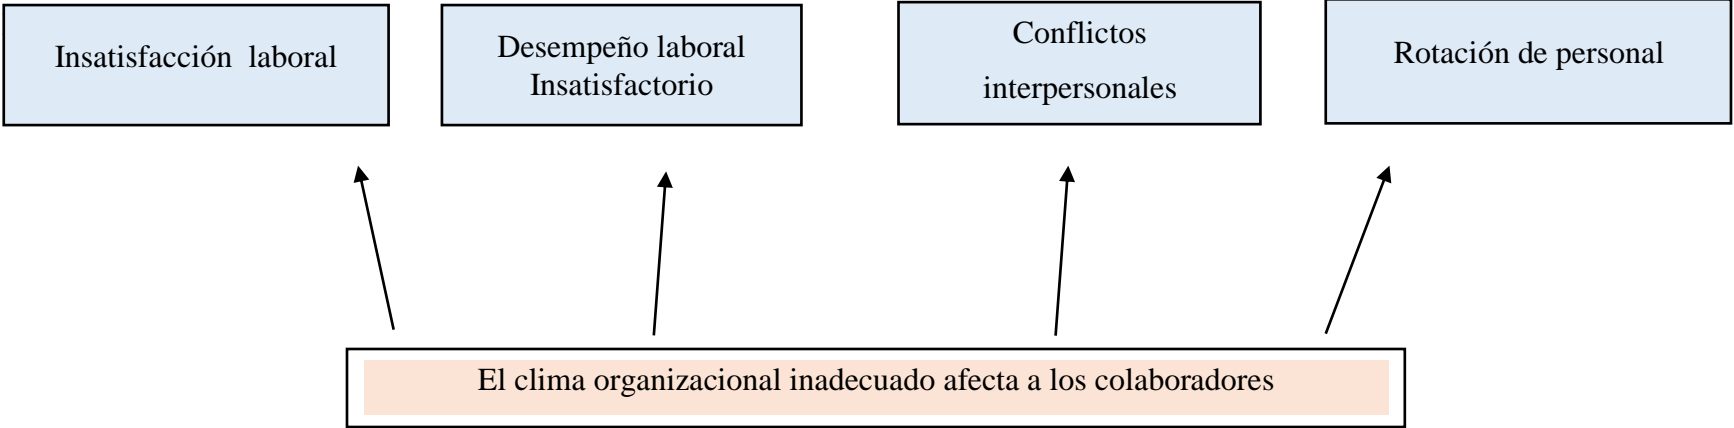 Insatisfacción  laboral
Desempeño laboral
Insatisfactorio
Conflictos
interpersonales
Rotación de personal
El clima organizacional inadecuado afecta a los colaboradores